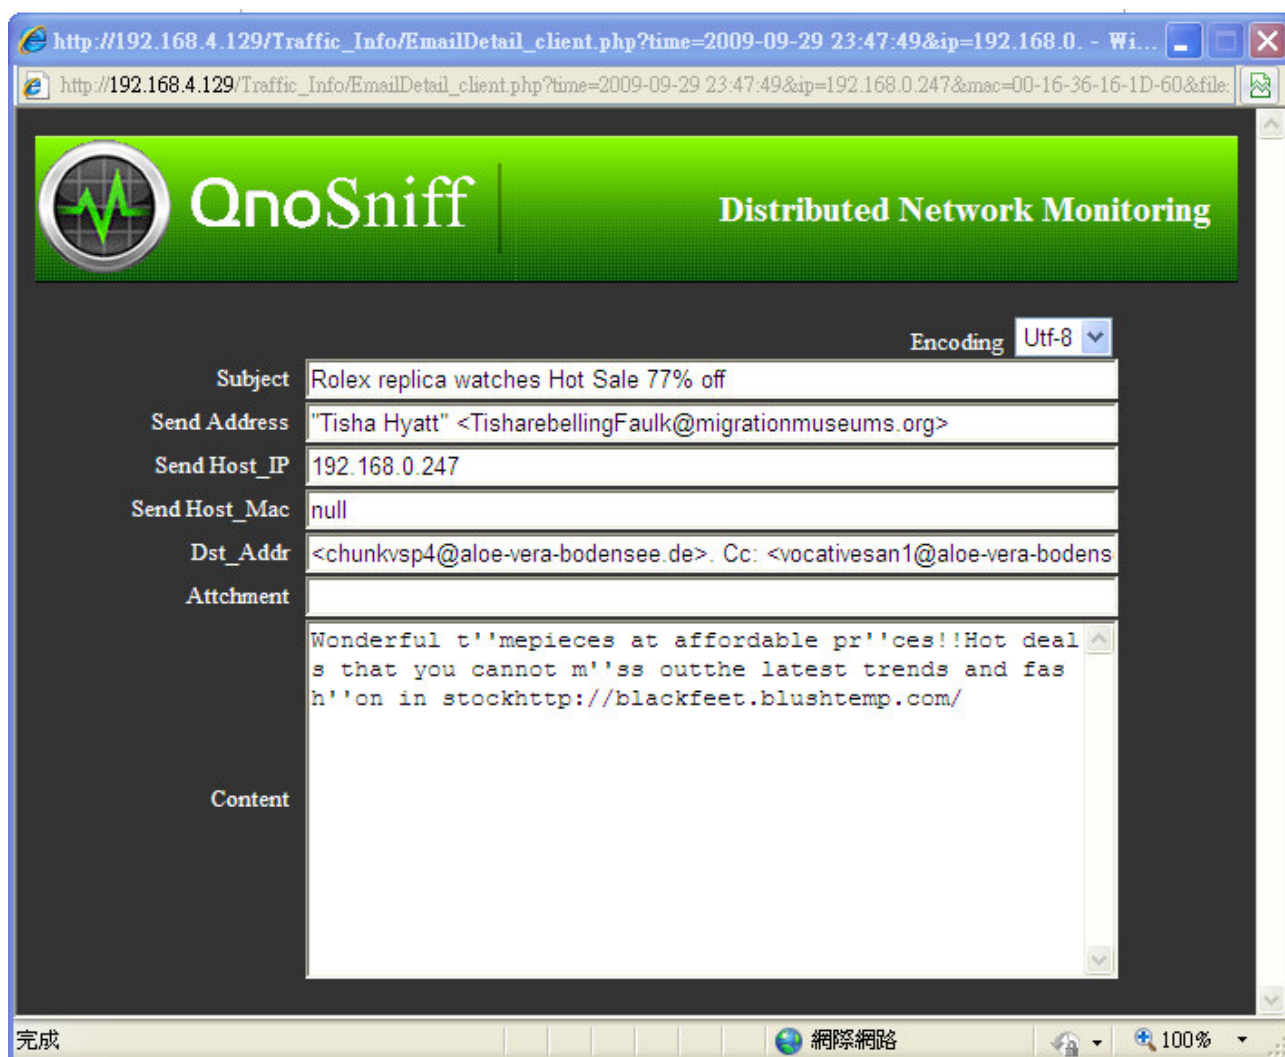 http://192.168.4.129/Traffic_Info/EmailDetail_client.php?time=2009-09-29 23:47:49&ip=192.168.0. - Wi...
http://192.168.4.129/Traffic_Info/EmailDetail_client.php?time=2009-09-29 23:47:49&ip=192.168.0.247&mac=00-16-36-16-1D-60&file:
QnoSniff
Distributed Network Monitoring
Encoding Utf-8
Subject Rolex replica watches Hot Sale 77% off
Send Address "Tisha Hyatt" <TisharebellingFaulk@migrationmuseums.org>
Send Host_IP 192.168.0.247
Send Host_Mac null
Dst_Addr <chunkvsp4@aloe-vera-bodensee.de>. Cc: <vocativesan1@aloe-vera-bodens
Attchment
Wonderful t''mepieces at affordable pr''ces!!Hot deal
s that you cannot m''ss outthe latest trends and fas
h''on in stockhttp://blackfeet.blushtemp.com/
Content
完成 網際網路 100%